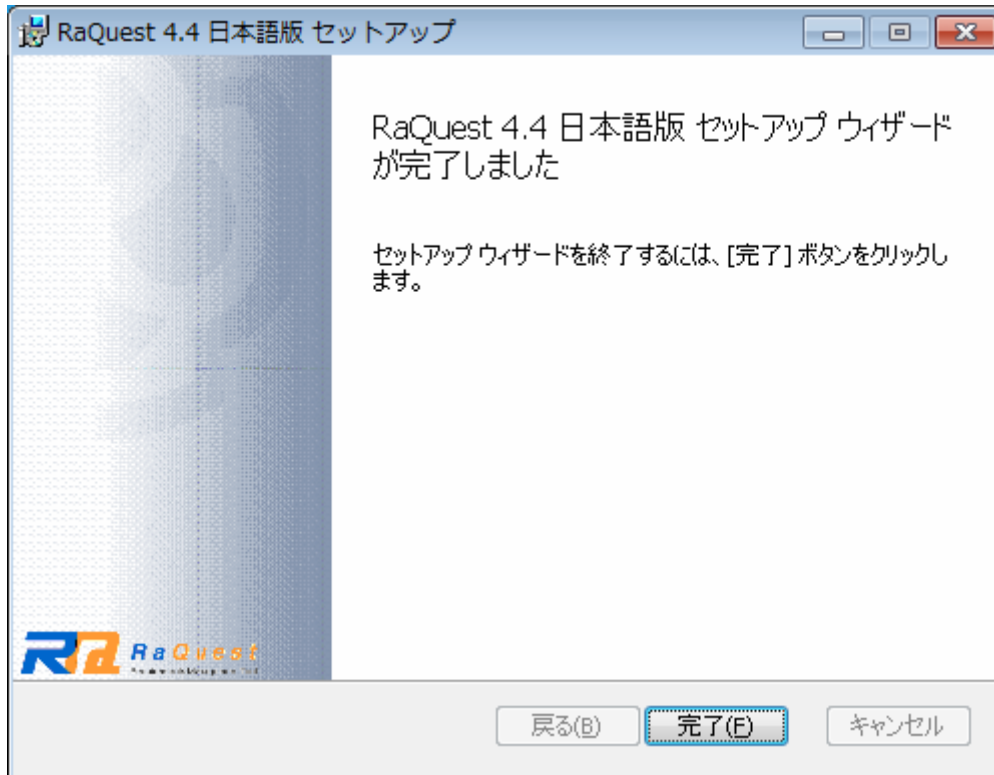 RaQuest 4.4 日本語版 セットアップ
RaQuest 4.4 日本語版 セットアップ ウィザード
が完了しました
セットアップ ウィザードを終了するには、[完了] ボタンをクリックし
ます。
Ra RaQuest
戻る(B)
完了(F)
キャンセル